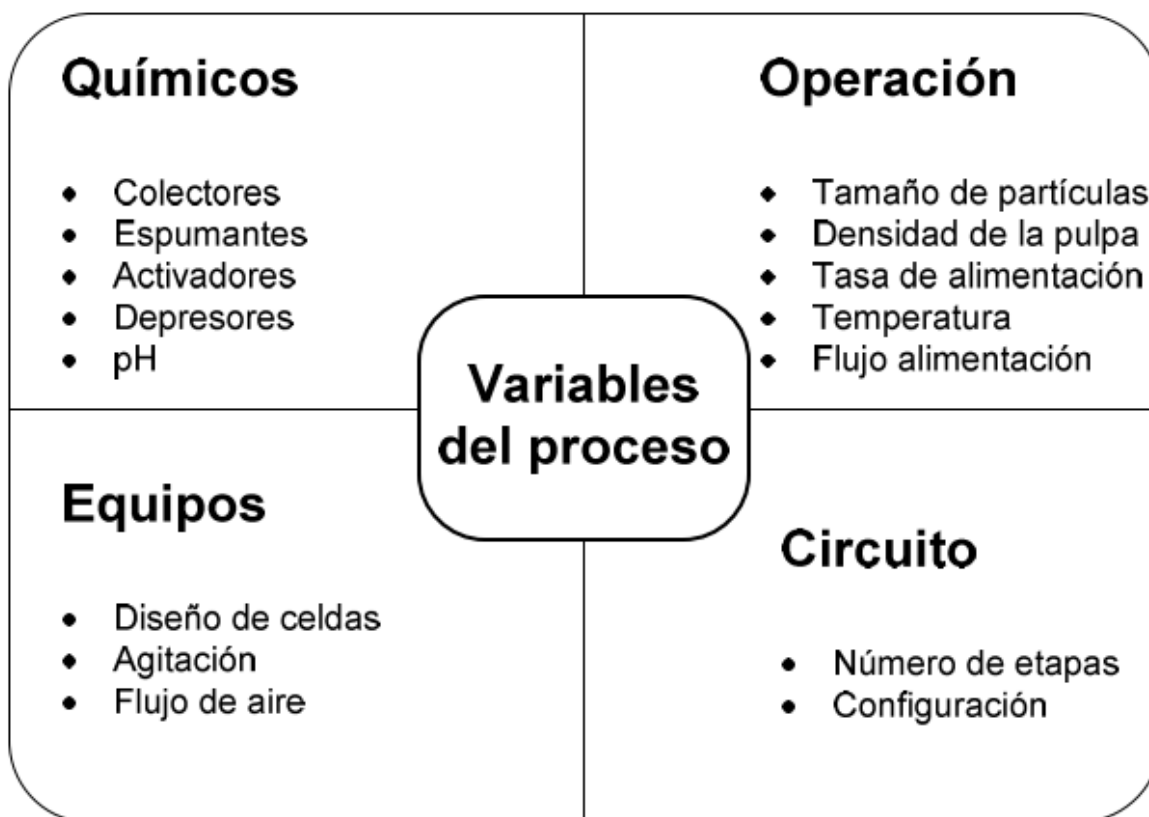 Químicos
• Colectores
• Espumantes
• Activadores
• Depresores
• pH
Operación
• Tamaño de partículas
• Densidad de la pulpa
• Tasa de alimentación
• Temperatura
• Flujo alimentación
Variables
del proceso
Equipos
• Diseño de celdas
• Agitación
• Flujo de aire
Circuito
• Número de etapas
• Configuración